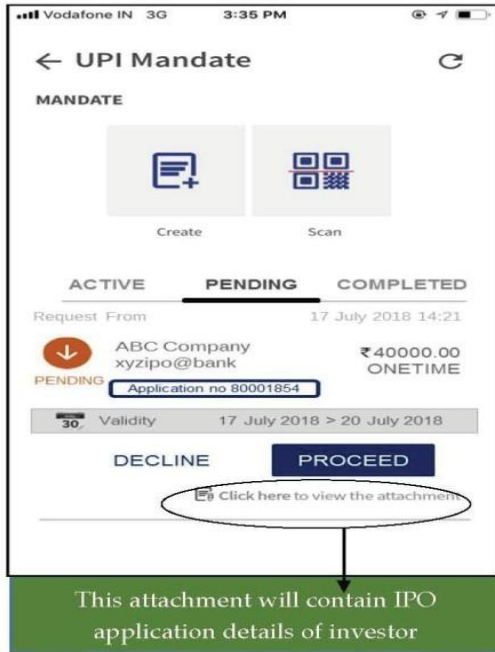 Vodafone IN 3G 3:35 PM
← UPI Mandate
MANDATE
Create Scan
ACTIVE PENDING COMPLETED
Request From 17 July 2018 14:21
ABC Company ₹40000.00
xyzipo@bank ONETIME
PENDING
Application no 80001854
30 Validity 17 July 2018 > 20 July 2018
DECLINE PROCEED
Click here to view the attachment
This attachment will contain IPO
application details of investor